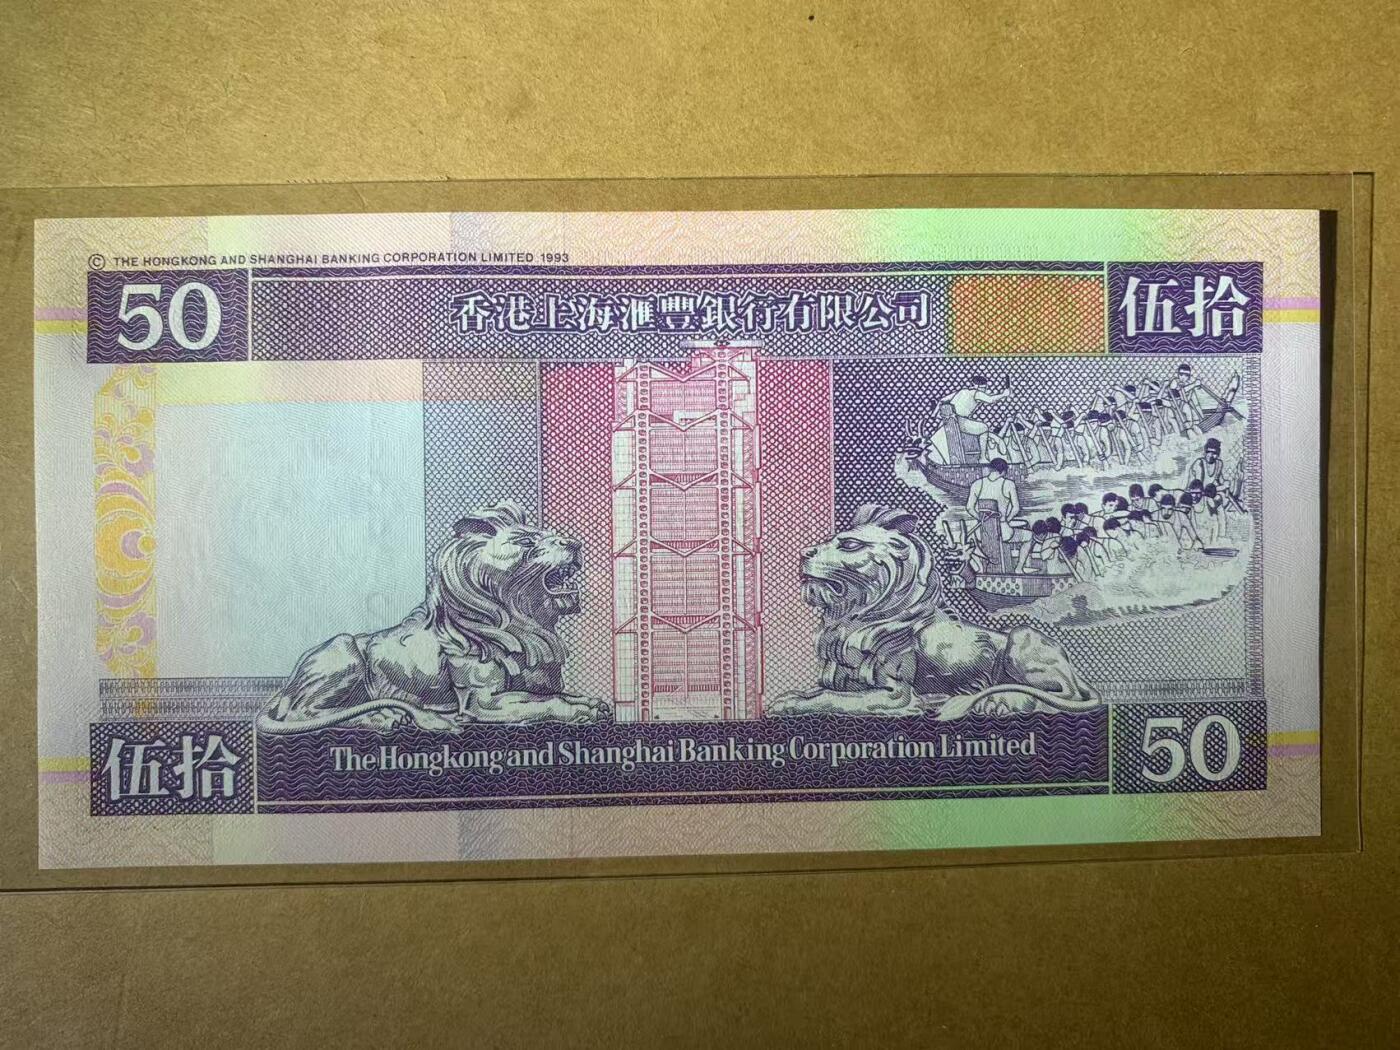 © THE HONGKONG AND SHANGHAI BANKING CORPORATION LIMITED 1993
50
香港上海滙豐銀行有限公司
伍拾
伍拾
The Hongkong and Shanghai Banking Corporation Limited
50